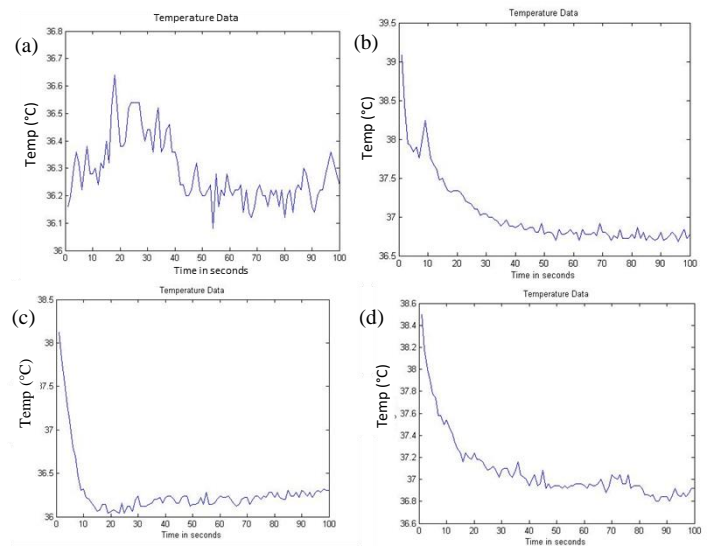 (a)
Temperature Data
Temp (°C)
36.8
36.7
36.6
36.5
36.4
36.3
36.2
36.1
36
0 10 20 30 40 50 60 70 80 90 100
Time in seconds
(b)
Temperature Data
Temp (°C)
39.5
39
38.5
38
37.5
37
36.5
0 10 20 30 40 50 60 70 80 90 100
Time in seconds
(c)
Temperature Data
Temp (°C)
38.5
38
37.5
37
36.5
36
0 10 20 30 40 50 60 70 80 90 100
Time in seconds
(d)
Temperature Data
Temp (°C)
38.6
38.4
38.2
38
37.8
37.6
37.4
37.2
37
36.8
36.6
0 10 20 30 40 50 60 70 80 90 100
Time in seconds